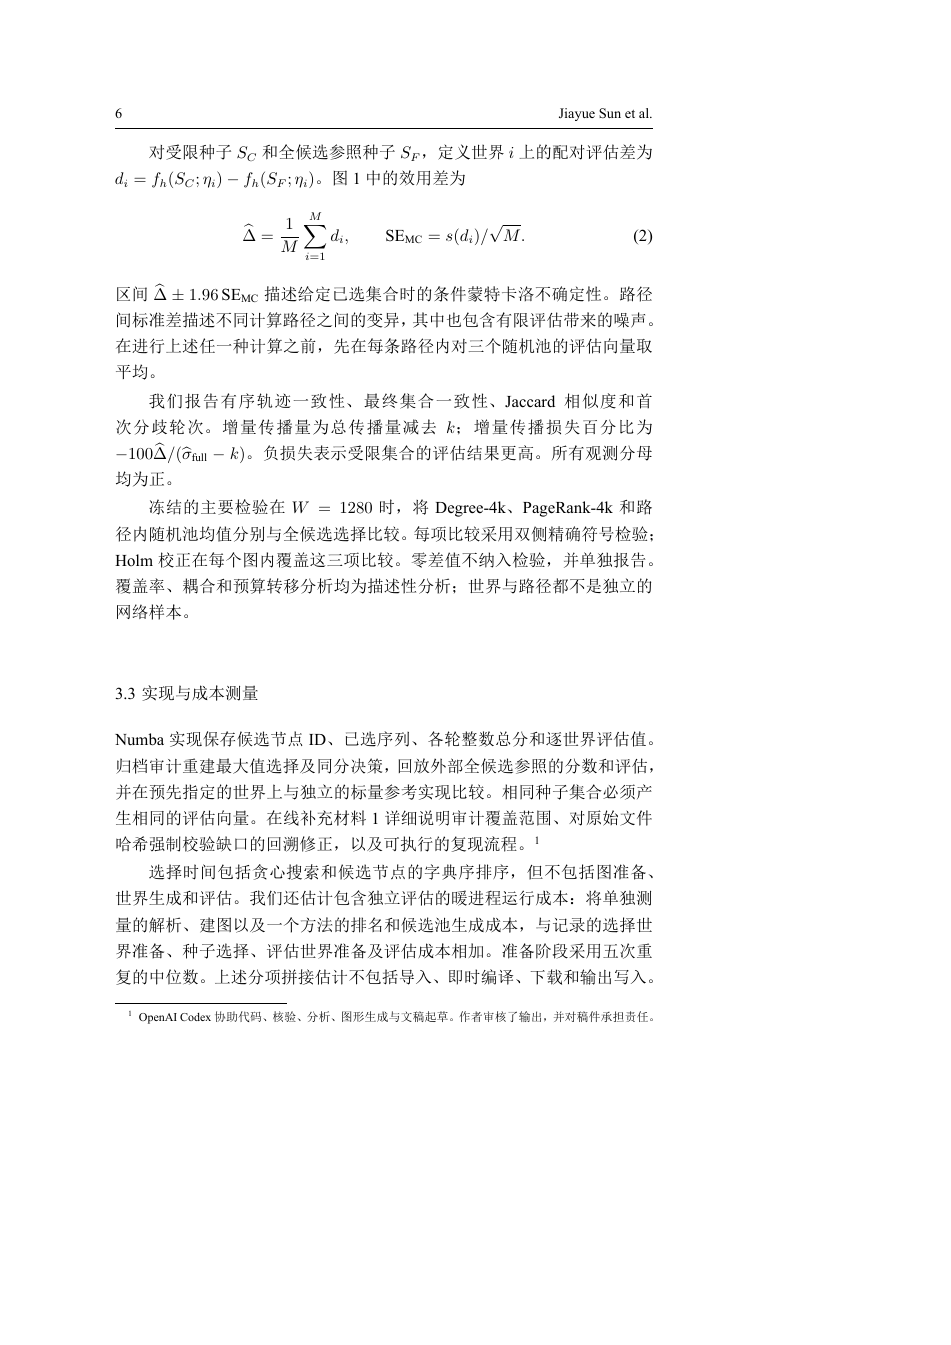 6 Jiayue Sun et al.
对受限种子 S_C 和全候选参照种子 S_F，定义世界 i 上的配对评估差为
d_i = f_h(S_C; η_i) − f_h(S_F; η_i)。图 1 中的效用差为
Δ̂ = 1/M ∑_{i=1}^{M} d_i, SE_MC = s(d_i)/√M. (2)
区间 Δ̂ ± 1.96 SE_MC 描述给定已选集合时的条件蒙特卡洛不确定性。路径
间标准差描述不同计算路径之间的变异，其中也包含有限评估带来的噪声。
在进行上述任一种计算之前，先在每条路径内对三个随机池的评估向量取
平均。
我们报告有序轨迹一致性、最终集合一致性、Jaccard 相似度和首
次分歧轮次。增量传播量为总传播量减去 k；增量传播损失百分比为
−100Δ̂/(σ̂_full − k)。负损失表示受限集合的评估结果更高。所有观测分母
均为正。
冻结的主要检验在 W = 1280 时，将 Degree-4k、PageRank-4k 和路
径内随机池均值分别与全候选选择比较。每项比较采用双侧精确符号检验；
Holm 校正在每个图内覆盖这三项比较。零差值不纳入检验，并单独报告。
覆盖率、耦合和预算转移分析均为描述性分析；世界与路径都不是独立的
网络样本。
3.3 实现与成本测量
Numba 实现保存候选节点 ID、已选序列、各轮整数总分和逐世界评估值。
归档审计重建最大值选择及同分决策，回放外部全候选参照的分数和评估，
并在预先指定的世界上与独立的标量参考实现比较。相同种子集合必须产
生相同的评估向量。在线补充材料 1 详细说明审计覆盖范围、对原始文件
哈希强制校验缺口的回溯修正，以及可执行的复现流程。1
选择时间包括贪心搜索和候选节点的字典序排序，但不包括图准备、
世界生成和评估。我们还估计包含独立评估的暖进程运行成本：将单独测
量的解析、建图以及一个方法的排名和候选池生成成本，与记录的选择世
界准备、种子选择、评估世界准备及评估成本相加。准备阶段采用五次重
复的中位数。上述分项拼接估计不包括导入、即时编译、下载和输出写入。
1 OpenAI Codex 协助代码、核验、分析、图形生成与文稿起草。作者审核了输出，并对稿件承担责任。